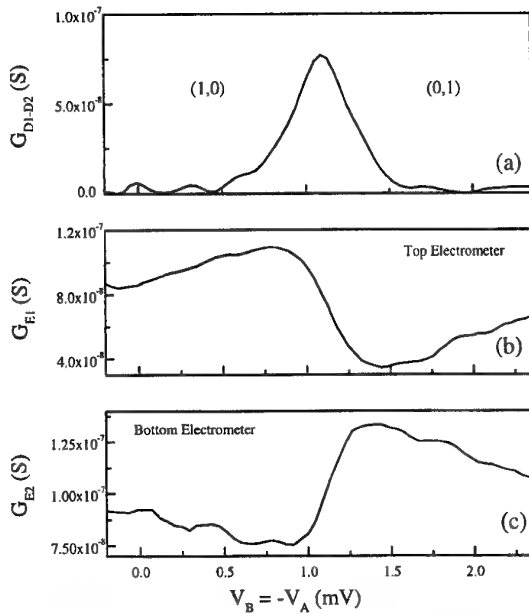 1.0x10⁻⁷
5.0x10⁻⁸
0.0
G_D1-D2 (S)
(1,0)
(0,1)
(a)
1.2x10⁻⁷
8.0x10⁻⁸
4.0x10⁻⁸
G_E1 (S)
Top Electrometer
(b)
1.25x10⁻⁷
1.00x10⁻⁷
7.50x10⁻⁸
G_E2 (S)
Bottom Electrometer
(c)
0.0 0.5 1.0 1.5 2.0
V_B = -V_A (mV)